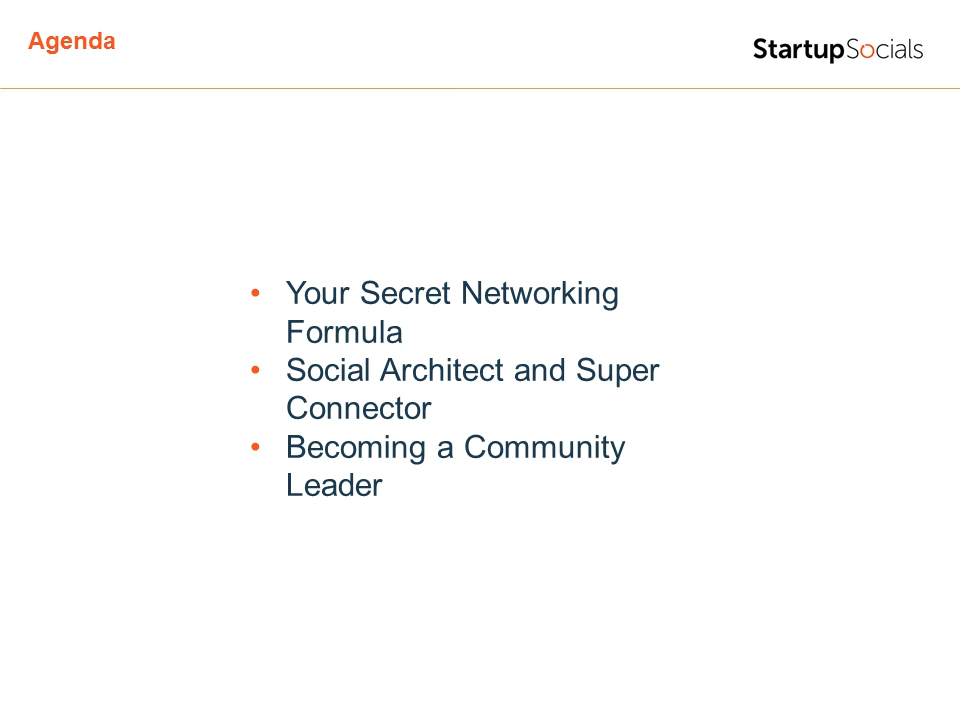 Agenda
StartupSocials
• Your Secret Networking
Formula
• Social Architect and Super
Connector
• Becoming a Community
Leader